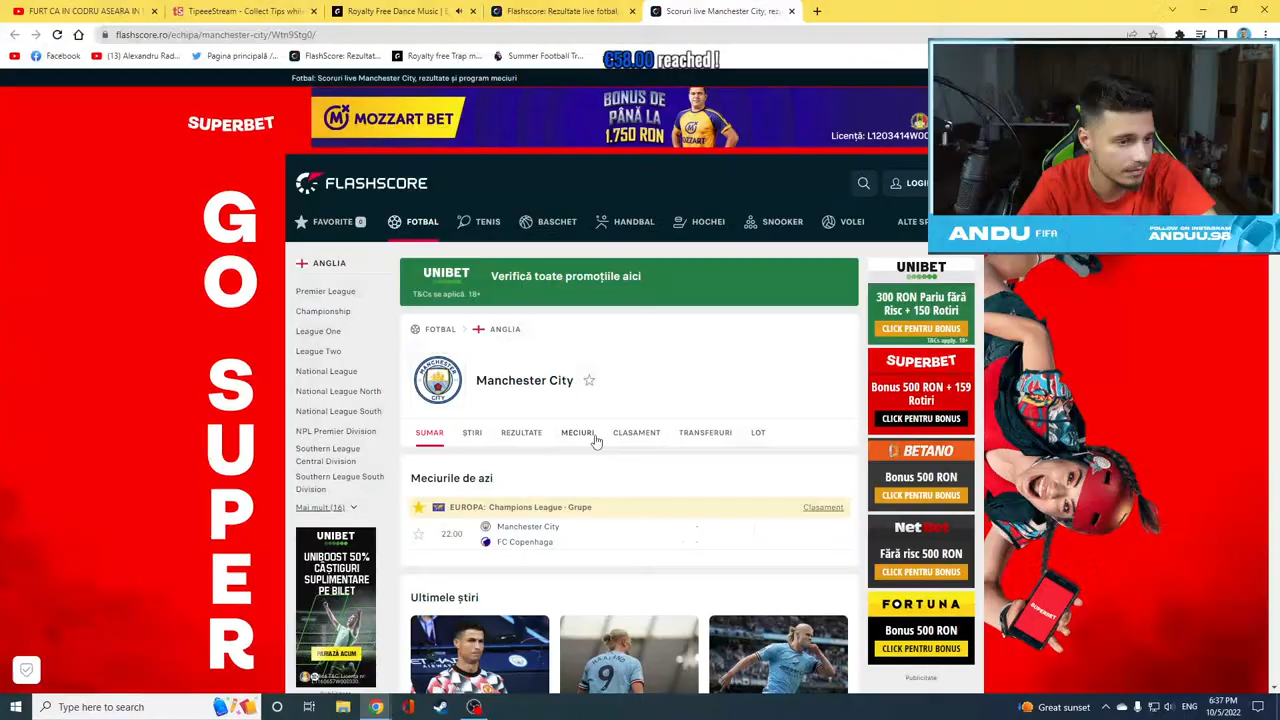 FURT CA IN CODRU ASEARA IN
TipeeeStream - Collect Tips while
Royalty Free Dance Music | E
Flashscore: Rezultate live fotbal,
Scoruri live Manchester City, rez
flashscore.ro/echipa/manchester-city/Wtn9Stg0/
Facebook
(13) Alexandru Rad...
Pagina principală /...
FlashScore: Rezultat...
Royalty free Trap m...
Summer Football Tr...
€58.00 reached !
Fotbal: Scoruri live Manchester City, rezultate și program meciuri
SUPERBET
MOZZART BET
BONUS DE
PÂNĂ LA
1.750 RON
Licență: L1203414W00
FLASHSCORE
LOGI
FAVORITE 0
FOTBAL
TENIS
BASCHET
HANDBAL
HOCHEI
SNOOKER
VOLEI
ALTE SP
ANDU FIFA
FOLLOW ON INSTAGRAM
ANDUU.98
GO SUPER
ANGLIA
Premier League
Championship
League One
League Two
National League
National League North
National League South
NPL Premier Division
Southern League
Central Division
Southern League South
Division
Mai mult (16)
UNIBET
UNIBOOST 50%
CÂȘTIGURI
SUPLIMENTARE
PE BILET
PARIAZĂ ACUM
UNIBET
Verifică toate promoțiile aici
T&Cs se aplică. 18+
FOTBAL
ANGLIA
Manchester City
SUMAR
ȘTIRI
REZULTATE
MECIURI
CLASAMENT
TRANSFERURI
LOT
Meciurile de azi
EUROPA: Champions League - Grupe
Clasament
22.00
Manchester City
-
FC Copenhaga
- -
Ultimele știri
9
UNIBET
300 RON Pariu fără
Risc + 150 Rotiri
CLICK PENTRU BONUS
T&Cs apply. 18+
SUPERBET
Bonus 500 RON + 159
Rotiri
CLICK PENTRU BONUS
BETANO
Bonus 500 RON
CLICK PENTRU BONUS
NetBet
Fără risc 500 RON
CLICK PENTRU BONUS
FORTUNA
Bonus 500 RON
CLICK PENTRU BONUS
Publicitate
Type here to search
Great sunset
6:37 PM
10/5/2022